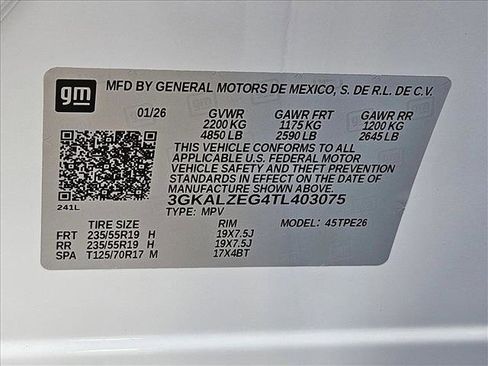 gm MFD BY GENERAL MOTORS DE MEXICO, S. DE R.L. DE C.V.
01/26 GVWR GAWR FRT GAWR RR
2200 KG 1175 KG 1200 KG
4850 LB 2590 LB 2645 LB
THIS VEHICLE CONFORMS TO ALL
APPLICABLE U.S. FEDERAL MOTOR
VEHICLE SAFETY AND THEFT PREVENTION
STANDARDS IN EFFECT ON THE DATE OF
MANUFACTURE SHOWN ABOVE.
3GKALZEG4TL403075
241L TYPE: MPV MODEL: 45TPE26
TIRE SIZE RIM
FRT 235/55R19 H 19X7.5J
RR 235/55R19 H 19X7.5J
SPA T125/70R17 M 17X4BT